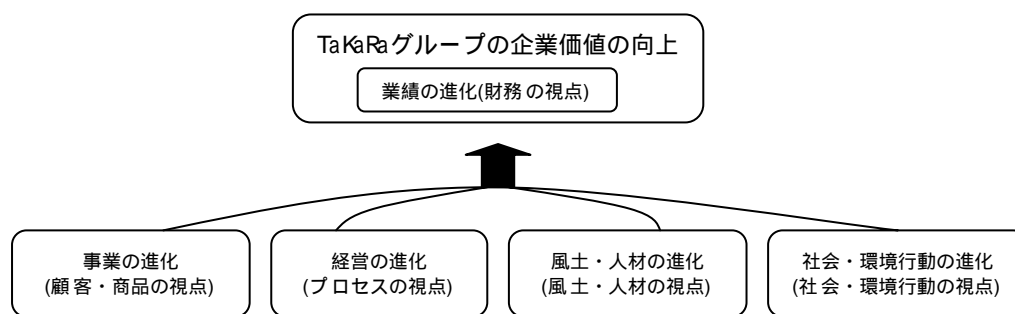 TaKaRaグループの企業価値の向上
業績の進化(財務の視点)
事業の進化
(顧客・商品の視点)
経営の進化
(プロセスの視点)
風土・人材の進化
(風土・人材の視点)
社会・環境行動の進化
(社会・環境行動の視点)